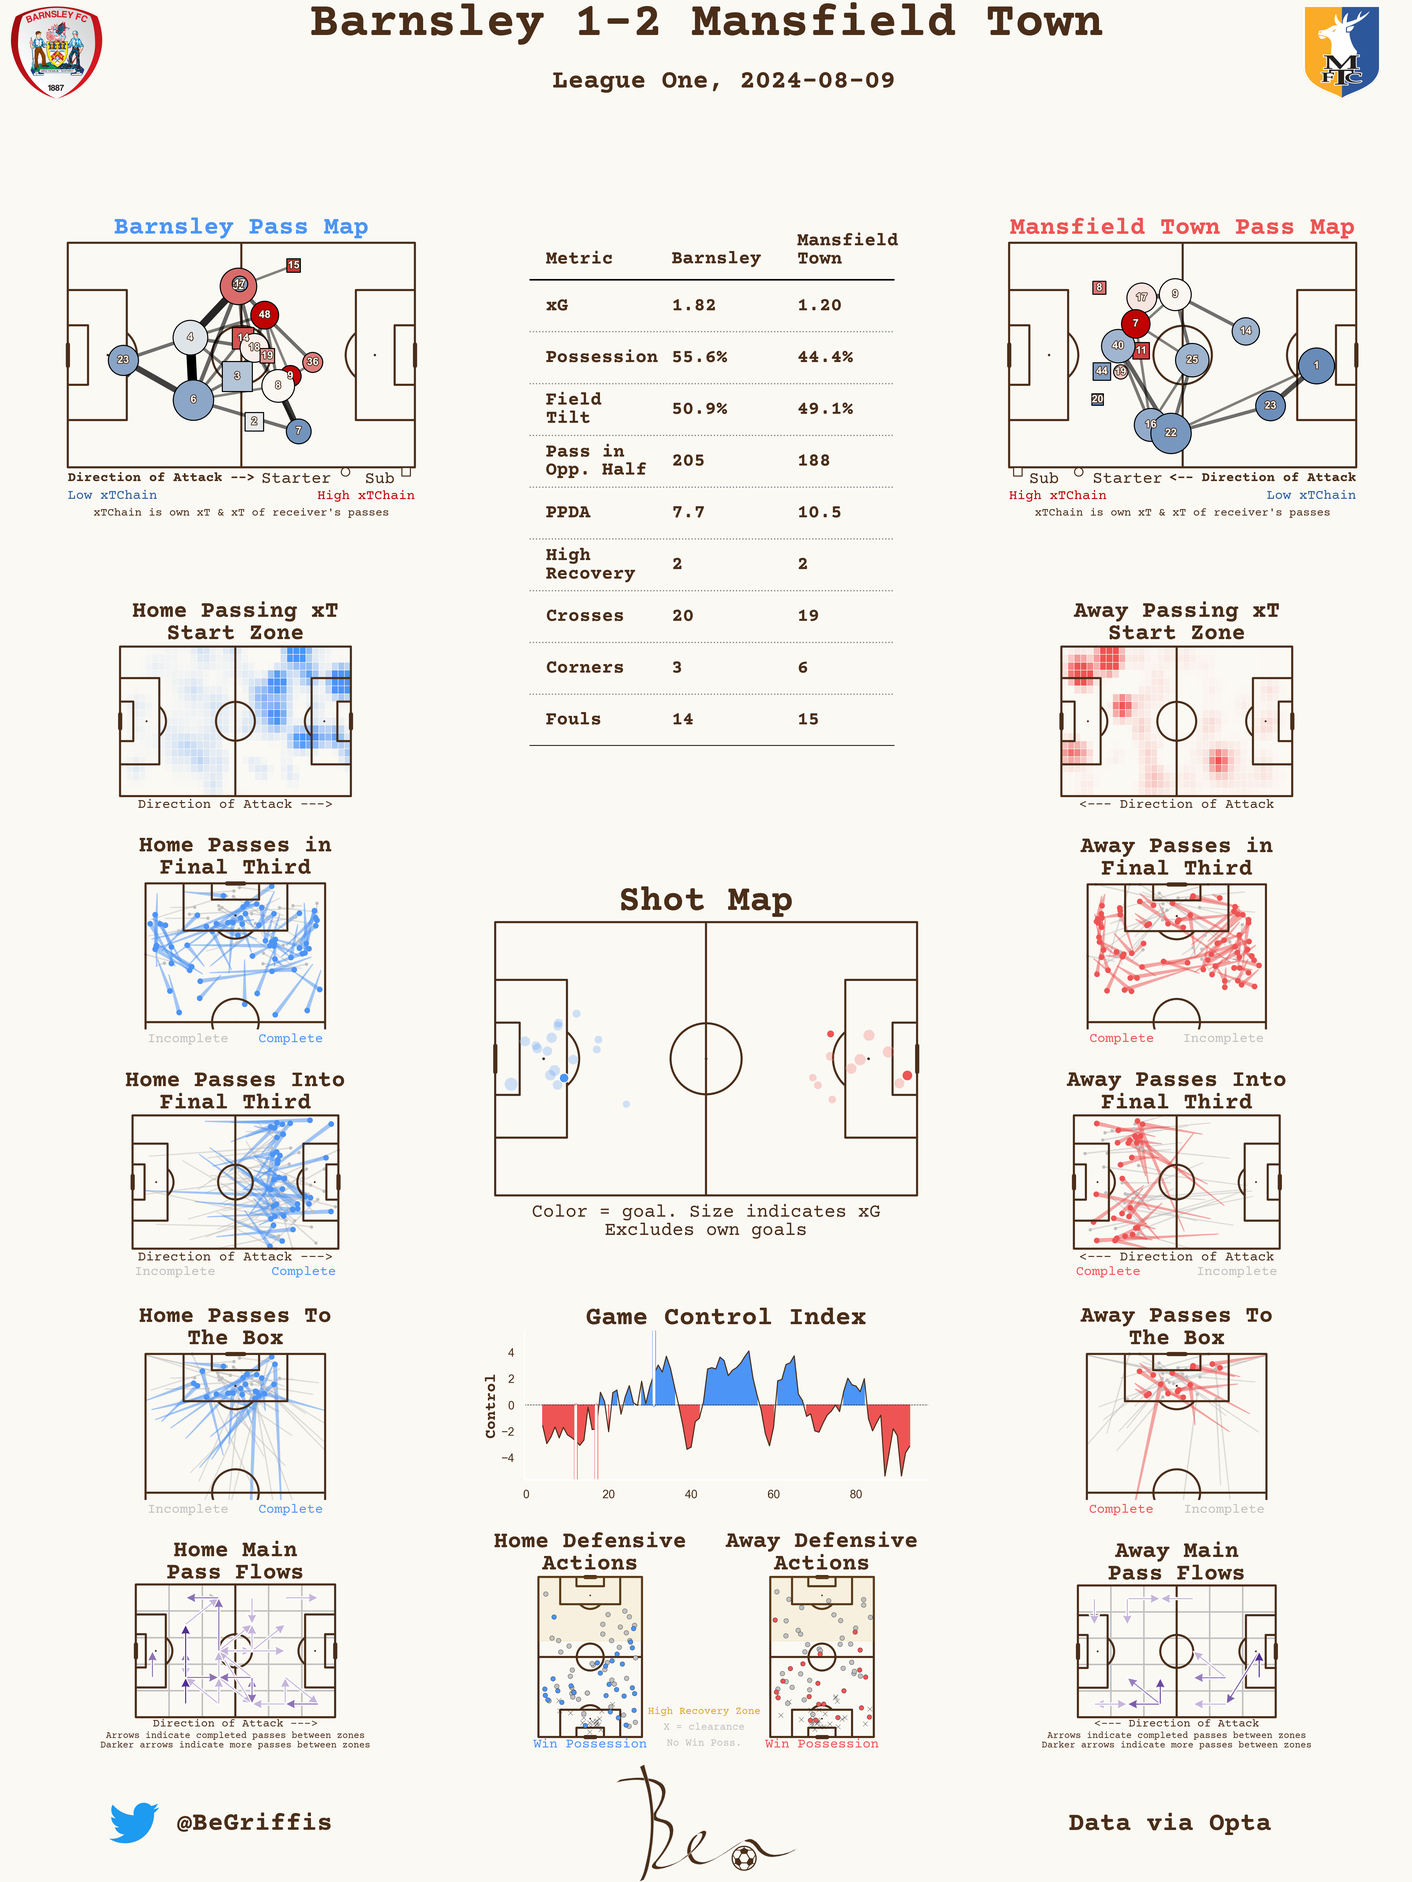 Barnsley 1-2 Mansfield Town
League One, 2024-08-09
BARNSLEY FC
1887
M
F T C
Barnsley Pass Map
15
48
4
14
18
19
23
36
3
9
8
6
2
7
Direction of Attack --> Starter Sub
Low xTChain High xTChain
xTChain is own xT & xT of receiver's passes
Metric Barnsley Mansfield Town
xG 1.82 1.20
Possession 55.6% 44.4%
Field Tilt 50.9% 49.1%
Pass in Opp. Half 205 188
PPDA 7.7 10.5
High Recovery 2 2
Crosses 20 19
Corners 3 6
Fouls 14 15
Mansfield Town Pass Map
8
17
9
7
14
40
11
25
1
44
19
20
23
16
22
Sub Starter <-- Direction of Attack
High xTChain Low xTChain
xTChain is own xT & xT of receiver's passes
Home Passing xT
Start Zone
Direction of Attack --->
Away Passing xT
Start Zone
<--- Direction of Attack
Home Passes in
Final Third
Incomplete Complete
Away Passes in
Final Third
Complete Incomplete
Shot Map
Color = goal. Size indicates xG
Excludes own goals
Home Passes Into
Final Third
Direction of Attack --->
Incomplete Complete
Away Passes Into
Final Third
<--- Direction of Attack
Complete Incomplete
Home Passes To
The Box
Incomplete Complete
Game Control Index
Control
4
2
0
−2
−4
0 20 40 60 80
Away Passes To
The Box
Complete Incomplete
Home Main
Pass Flows
Direction of Attack --->
Arrows indicate completed passes between zones
Darker arrows indicate more passes between zones
Home Defensive
Actions
Win Possession
High Recovery Zone
X = clearance
No Win Poss.
Away Defensive
Actions
Win Possession
Away Main
Pass Flows
<--- Direction of Attack
Arrows indicate completed passes between zones
Darker arrows indicate more passes between zones
@BeGriffis
Ben
Data via Opta